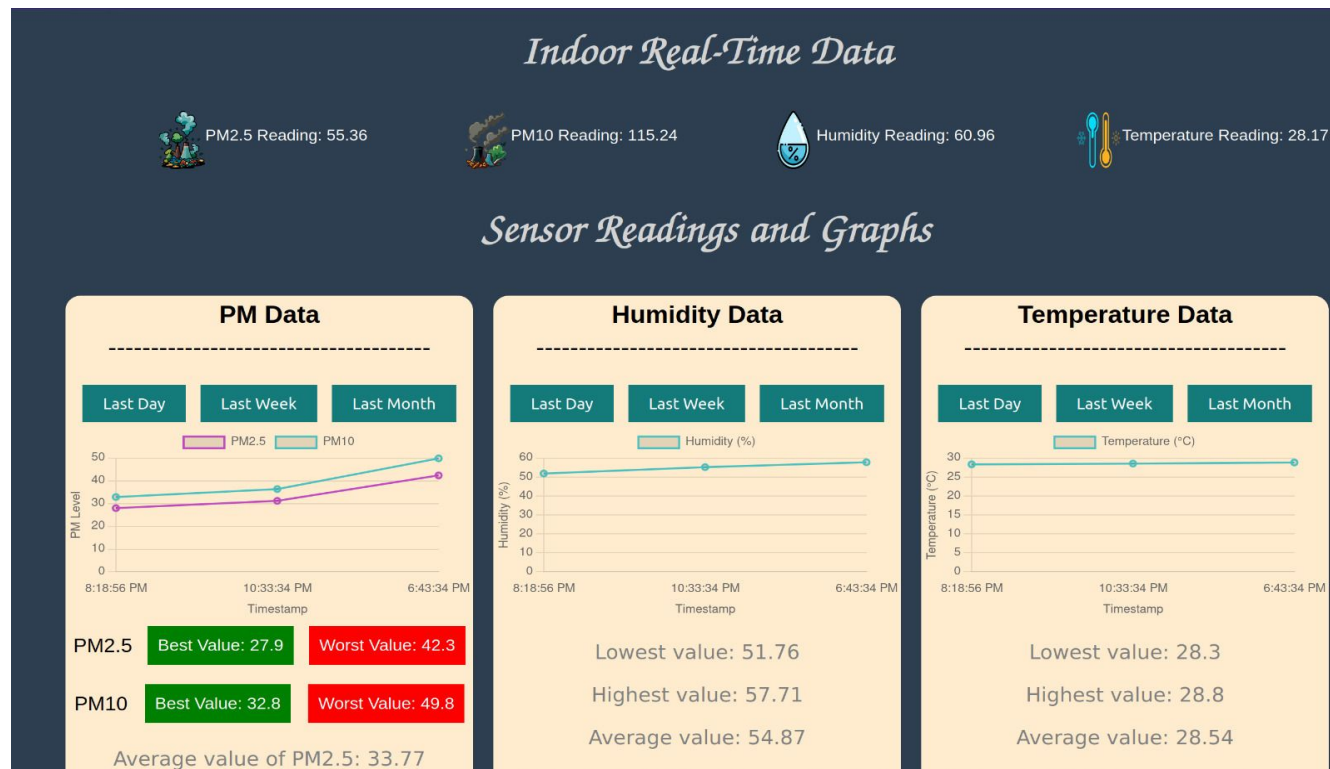 Indoor Real-Time Data
PM2.5 Reading: 55.36
PM10 Reading: 115.24
Humidity Reading: 60.96
Temperature Reading: 28.17
Sensor Readings and Graphs
PM Data
-------------------------------------
Last Day
Last Week
Last Month
PM2.5
PM10
50
40
30
20
10
0
PM Level
8:18:56 PM
10:33:34 PM
6:43:34 PM
Timestamp
PM2.5
Best Value: 27.9
Worst Value: 42.3
PM10
Best Value: 32.8
Worst Value: 49.8
Average value of PM2.5: 33.77
Humidity Data
-------------------------------------
Last Day
Last Week
Last Month
Humidity (%)
60
50
40
30
20
10
0
Humidity (%)
8:18:56 PM
10:33:34 PM
6:43:34 PM
Timestamp
Lowest value: 51.76
Highest value: 57.71
Average value: 54.87
Temperature Data
-------------------------------------
Last Day
Last Week
Last Month
Temperature (°C)
30
25
20
15
10
5
0
Temperature (°C)
8:18:56 PM
10:33:34 PM
6:43:34 PM
Timestamp
Lowest value: 28.3
Highest value: 28.8
Average value: 28.54